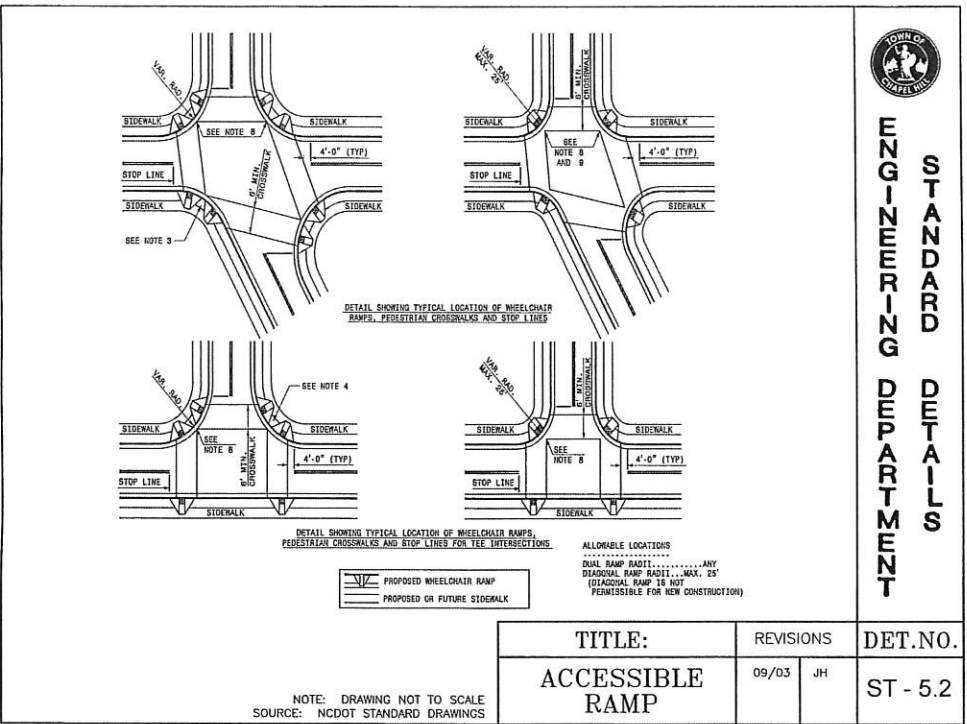 VAR. RAD.
SIDEWALK
SEE NOTE 8
SIDEWALK
4'-0" (TYP)
STOP LINE
6' MIN.
CROSSWALK
SIDEWALK
SIDEWALK
SEE NOTE 3
VAR. RAD.
MAX. 25'
6' MIN.
CROSSWALK
SIDEWALK
SIDEWALK
SEE
NOTE 8
AND 9
4'-0" (TYP)
STOP LINE
SIDEWALK
SIDEWALK
DETAIL SHOWING TYPICAL LOCATION OF WHEELCHAIR
RAMPS, PEDESTRIAN CROSSWALKS AND STOP LINES
VAR. RAD.
SEE NOTE 4
SIDEWALK
SEE
NOTE 8
SIDEWALK
6' MIN.
CROSSWALK
4'-0" (TYP)
STOP LINE
SIDEWALK
VAR. RAD.
MAX. 25'
6' MIN.
CROSSWALK
SIDEWALK
SIDEWALK
SEE
NOTE 8
4'-0" (TYP)
STOP LINE
SIDEWALK
DETAIL SHOWING TYPICAL LOCATION OF WHEELCHAIR RAMPS,
PEDESTRIAN CROSSWALKS AND STOP LINES FOR TEE INTERSECTIONS
ALLOWABLE LOCATIONS
DUAL RAMP RADII...........ANY
DIAGONAL RAMP RADII...MAX. 25'
(DIAGONAL RAMP IS NOT
PERMISSIBLE FOR NEW CONSTRUCTION)
PROPOSED WHEELCHAIR RAMP
PROPOSED OR FUTURE SIDEWALK
NOTE: DRAWING NOT TO SCALE
SOURCE: NCDOT STANDARD DRAWINGS
TOWN OF
CHAPEL HILL
STANDARD DETAILS
ENGINEERING DEPARTMENT
TITLE:
ACCESSIBLE
RAMP
REVISIONS
09/03 JH
DET.NO.
ST - 5.2